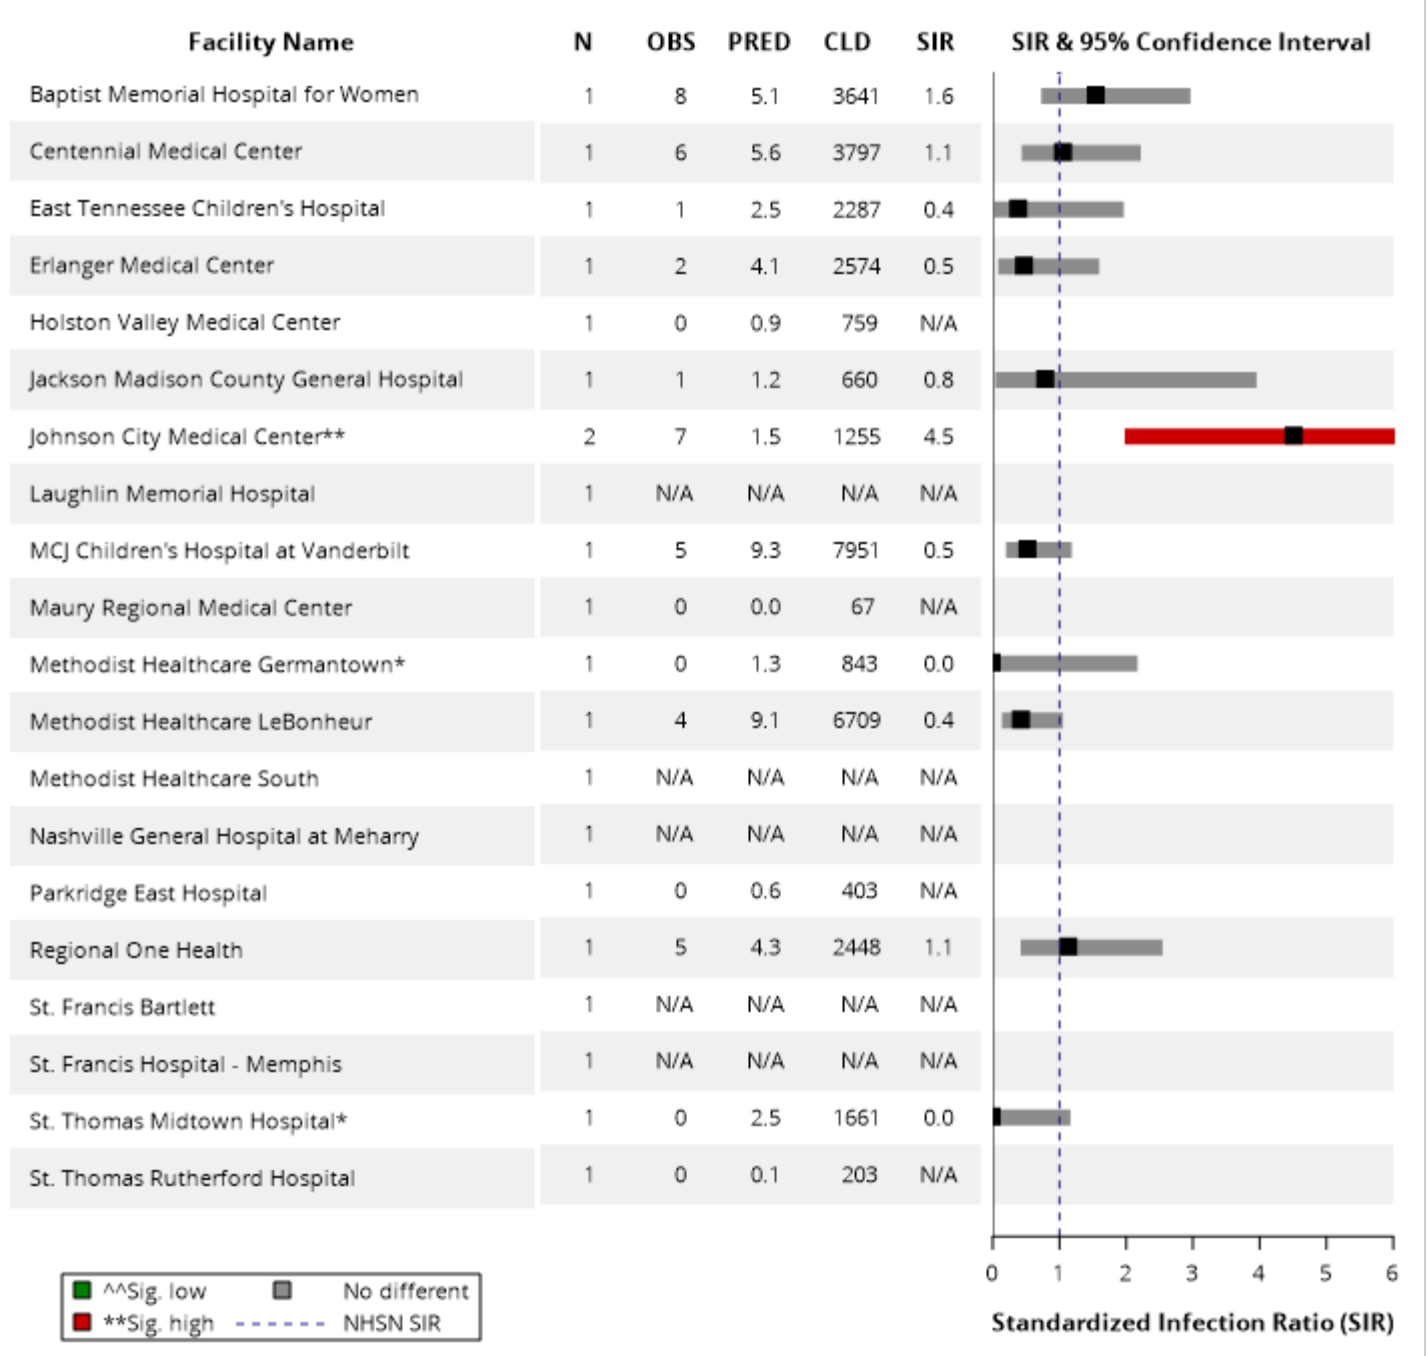 Facility Name N OBS PRED CLD SIR SIR & 95% Confidence Interval
Baptist Memorial Hospital for Women 1 8 5.1 3641 1.6
Centennial Medical Center 1 6 5.6 3797 1.1
East Tennessee Children's Hospital 1 1 2.5 2287 0.4
Erlanger Medical Center 1 2 4.1 2574 0.5
Holston Valley Medical Center 1 0 0.9 759 N/A
Jackson Madison County General Hospital 1 1 1.2 660 0.8
Johnson City Medical Center** 2 7 1.5 1255 4.5
Laughlin Memorial Hospital 1 N/A N/A N/A N/A
MCJ Children's Hospital at Vanderbilt 1 5 9.3 7951 0.5
Maury Regional Medical Center 1 0 0.0 67 N/A
Methodist Healthcare Germantown* 1 0 1.3 843 0.0
Methodist Healthcare LeBonheur 1 4 9.1 6709 0.4
Methodist Healthcare South 1 N/A N/A N/A N/A
Nashville General Hospital at Meharry 1 N/A N/A N/A N/A
Parkridge East Hospital 1 0 0.6 403 N/A
Regional One Health 1 5 4.3 2448 1.1
St. Francis Bartlett 1 N/A N/A N/A N/A
St. Francis Hospital - Memphis 1 N/A N/A N/A N/A
St. Thomas Midtown Hospital* 1 0 2.5 1661 0.0
St. Thomas Rutherford Hospital 1 0 0.1 203 N/A
0 1 2 3 4 5 6
Standardized Infection Ratio (SIR)
^^Sig. low No different
**Sig. high NHSN SIR